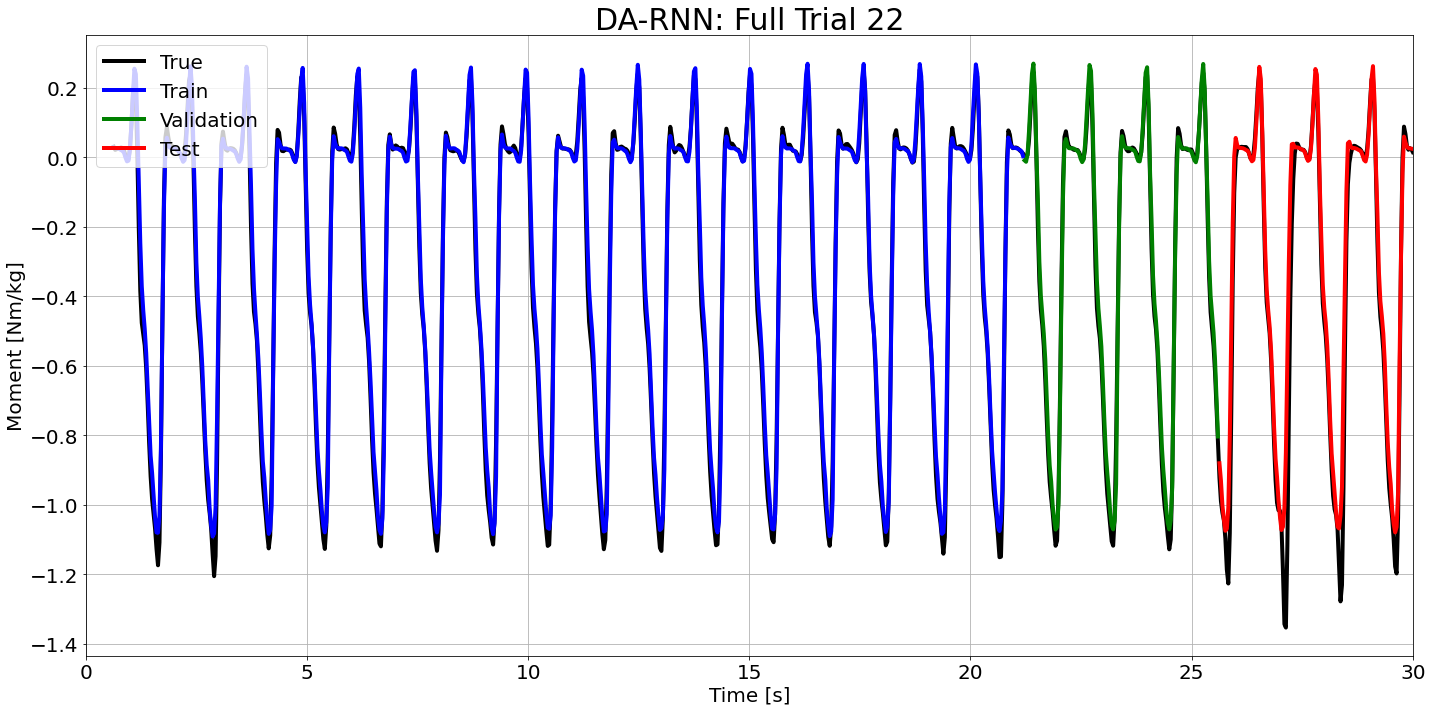 DA-RNN: Full Trial 22
True
Train
Validation
Test
0.2
0.0
−0.2
−0.4
−0.6
−0.8
−1.0
−1.2
−1.4
Moment [Nm/kg]
0 5 10 15 20 25 30
Time [s]